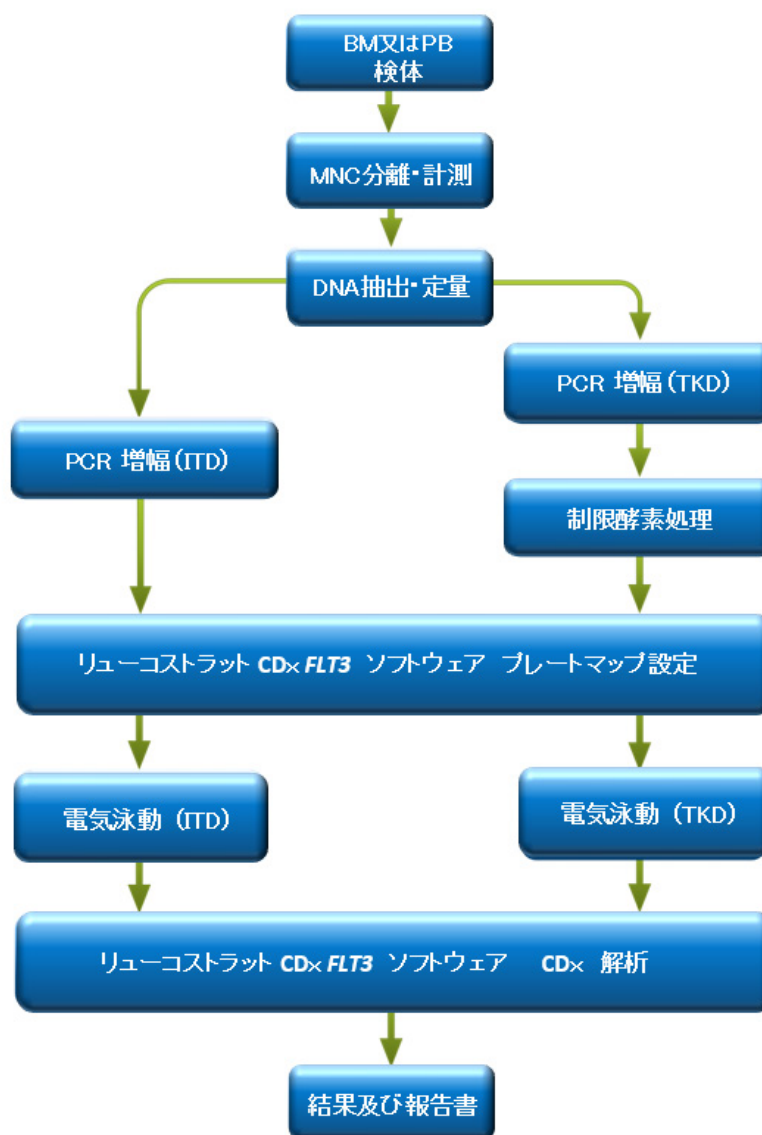 BM又はPB
検体
MNC分離・計測
DNA抽出・定量
PCR 増幅(TKD)
PCR 増幅(ITD)
制限酵素処理
リューコストラット CDx FLT3 ソフトウェア プレートマップ設定
電気泳動 (ITD)
電気泳動 (TKD)
リューコストラット CDx FLT3 ソフトウェア CDx 解析
結果及び報告書